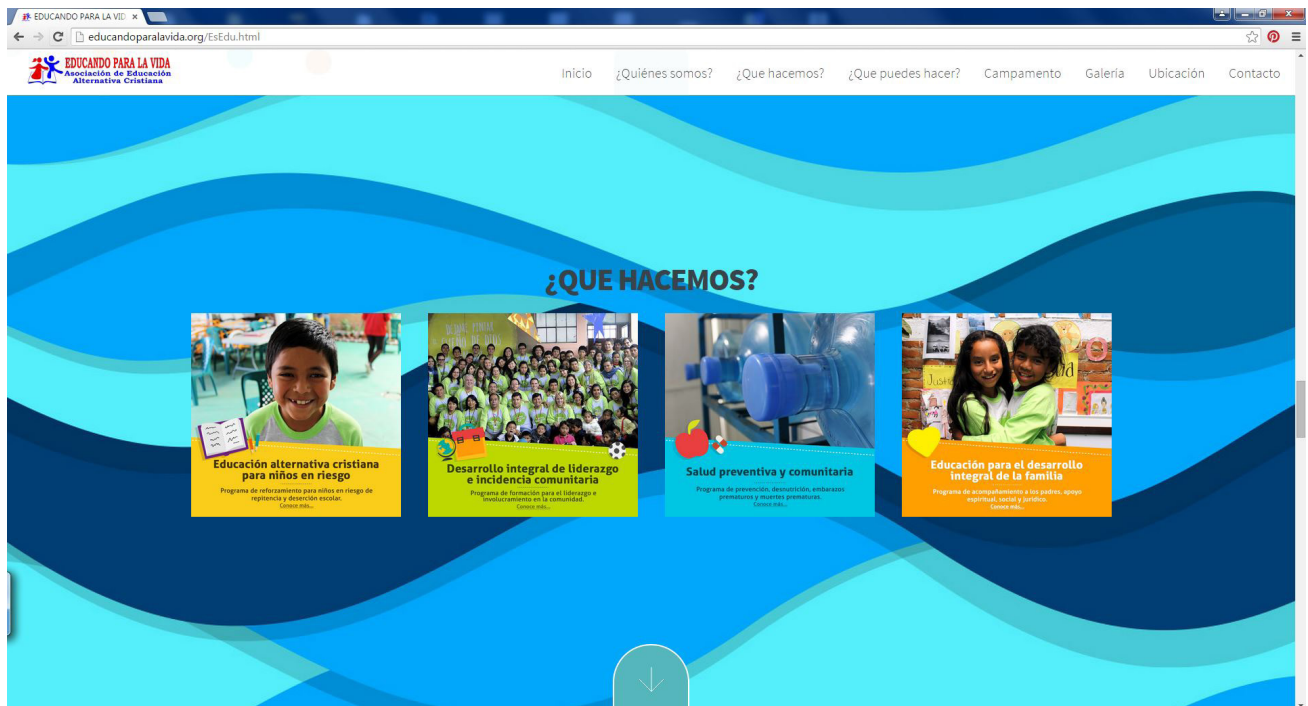 EDUCANDO PARA LA VID
educandoparalavida.org/EsEdu.html
EDUCANDO PARA LA VIDA
Asociación de Educación
Alternativa Cristiana
Inicio ¿Quiénes somos? ¿Que hacemos? ¿Que puedes hacer? Campamento Galería Ubicación Contacto
¿QUE HACEMOS?
Educación alternativa cristiana
para niños en riesgo
Programa de reforzamiento para niños en riesgo de
repitencia y deserción escolar.
Conoce más...
Desarrollo integral de liderazgo
e incidencia comunitaria
Programa de formación para el liderazgo e
involucramiento en la comunidad.
Conoce más...
Salud preventiva y comunitaria
Programa de prevención, desnutrición, embarazos
prematuros y muertes prematuras.
Conoce más...
Educación para el desarrollo
integral de la familia
Programa de acompañamiento a los padres, apoyo
espiritual, social y jurídico.
Conoce más...